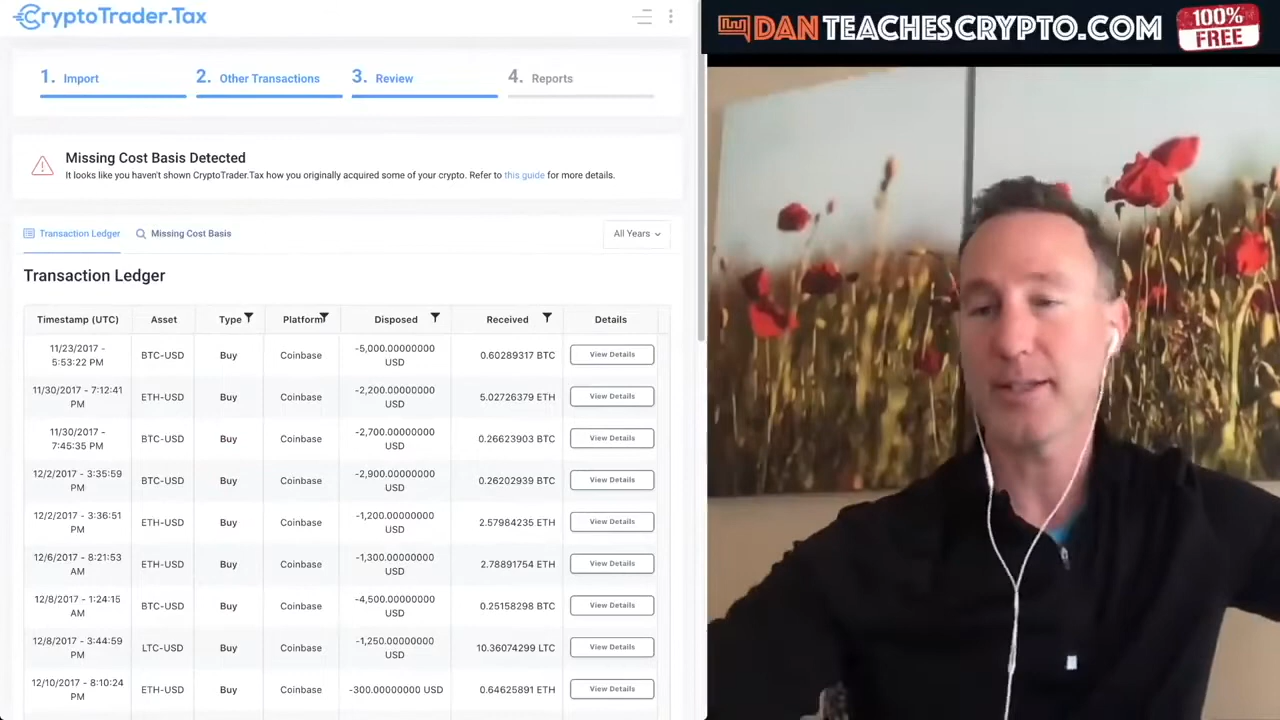 CryptoTrader.Tax
1. Import
2. Other Transactions
3. Review
4. Reports
Missing Cost Basis Detected
It looks like you haven't shown CryptoTrader.Tax how you originally acquired some of your crypto. Refer to this guide for more details.
Transaction Ledger
Missing Cost Basis
All Years
Transaction Ledger
Timestamp (UTC) Asset Type Platform Disposed Received Details
11/23/2017 - 5:53:22 PM BTC-USD Buy Coinbase -5,000.00000000 USD 0.60289317 BTC View Details
11/30/2017 - 7:12:41 PM ETH-USD Buy Coinbase -2,200.00000000 USD 5.02726379 ETH View Details
11/30/2017 - 7:45:35 PM BTC-USD Buy Coinbase -2,700.00000000 USD 0.26623903 BTC View Details
12/2/2017 - 3:35:59 PM BTC-USD Buy Coinbase -2,900.00000000 USD 0.26202939 BTC View Details
12/2/2017 - 3:36:51 PM ETH-USD Buy Coinbase -1,200.00000000 USD 2.57984235 ETH View Details
12/6/2017 - 8:21:53 AM ETH-USD Buy Coinbase -1,300.00000000 USD 2.78891754 ETH View Details
12/8/2017 - 1:24:15 AM BTC-USD Buy Coinbase -4,500.00000000 USD 0.25158298 BTC View Details
12/8/2017 - 3:44:59 PM LTC-USD Buy Coinbase -1,250.00000000 USD 10.36074299 LTC View Details
12/10/2017 - 8:10:24 PM ETH-USD Buy Coinbase -300.00000000 USD 0.64625891 ETH View Details
DANTEACHESCRYPTO.COM
100%
FREE